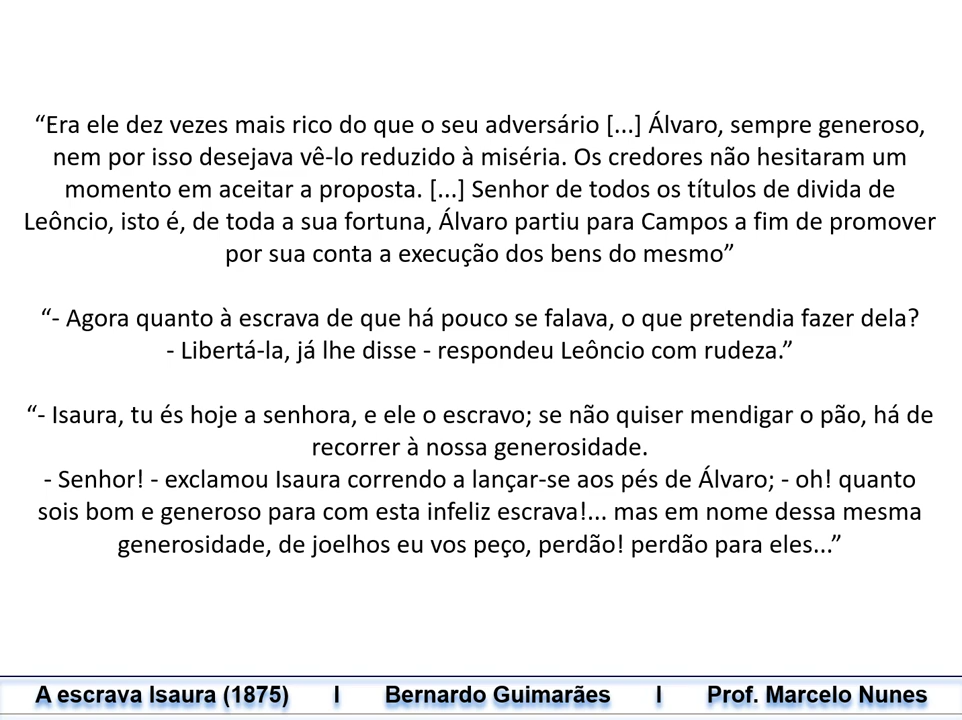 “Era ele dez vezes mais rico do que o seu adversário [...] Álvaro, sempre generoso,
nem por isso desejava vê-lo reduzido à miséria. Os credores não hesitaram um
momento em aceitar a proposta. [...] Senhor de todos os títulos de divida de
Leôncio, isto é, de toda a sua fortuna, Álvaro partiu para Campos a fim de promover
por sua conta a execução dos bens do mesmo”
“- Agora quanto à escrava de que há pouco se falava, o que pretendia fazer dela?
- Libertá-la, já lhe disse - respondeu Leôncio com rudeza.”
“- Isaura, tu és hoje a senhora, e ele o escravo; se não quiser mendigar o pão, há de
recorrer à nossa generosidade.
- Senhor! - exclamou Isaura correndo a lançar-se aos pés de Álvaro; - oh! quanto
sois bom e generoso para com esta infeliz escrava!... mas em nome dessa mesma
generosidade, de joelhos eu vos peço, perdão! perdão para eles...”
A escrava Isaura (1875) I Bernardo Guimarães I Prof. Marcelo Nunes